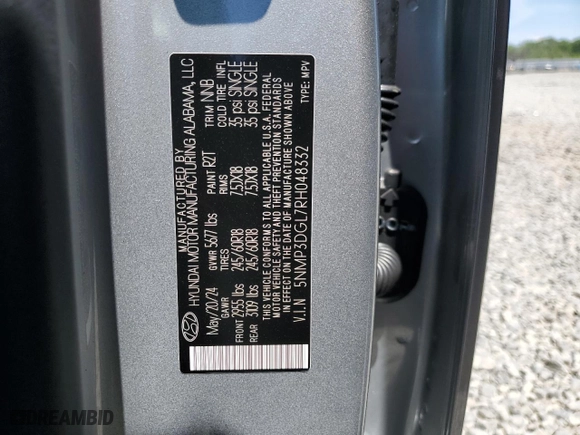 MANUFACTURED BY
HYUNDAI MOTOR MANUFACTURING ALABAMA, LLC
May/20/24 GVWR 5677 lbs PAINT R2T TRIM NNB
GAWR TIRES RIMS COLD TIRE INFL
FRONT 2955 lbs 245/60R18 7.5JX18 35 psi SINGLE
REAR 3109 lbs 245/60R18 7.5JX18 35 psi SINGLE
THIS VEHICLE CONFORMS TO ALL APPLICABLE U.S.A. FEDERAL
MOTOR VEHICLE SAFETY AND THEFT PREVENTION STANDARDS
IN EFFECT ON THE DATE OF MANUFACTURE SHOWN ABOVE
V.I.N 5NMP3DGL7RH048332 TYPE: MPV
BIDREAMBID